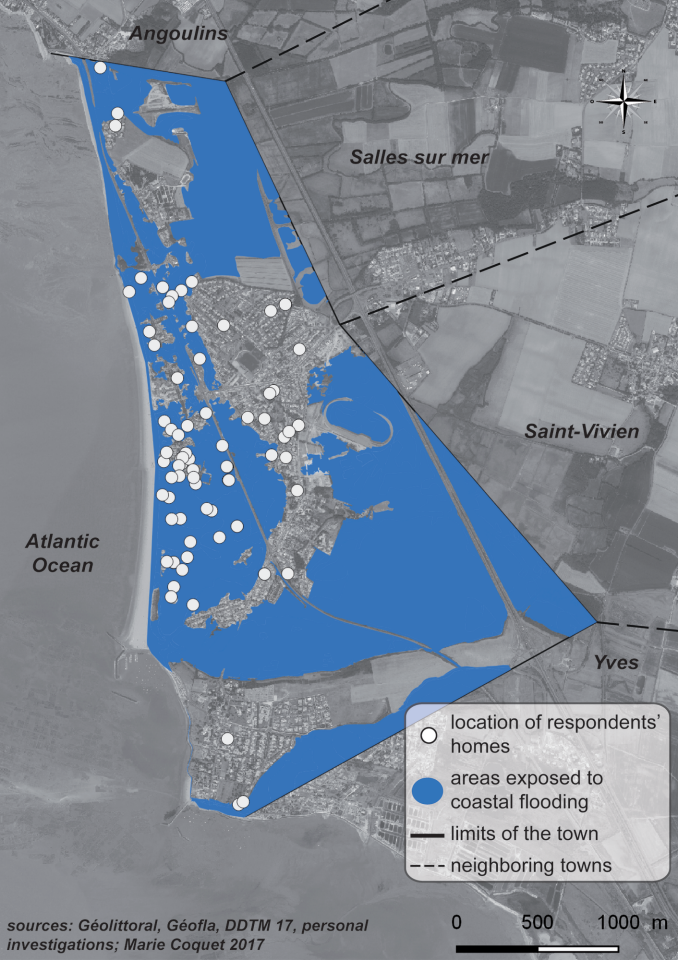 Angoulins
Salles sur mer
Saint-Vivien
Atlantic
Ocean
Yves
location of respondents'
homes
areas exposed to
coastal flooding
limits of the town
neighboring towns
sources: Géolittoral, Géofla, DDTM 17, personal
investigations; Marie Coquet 2017
0 500 1000 m